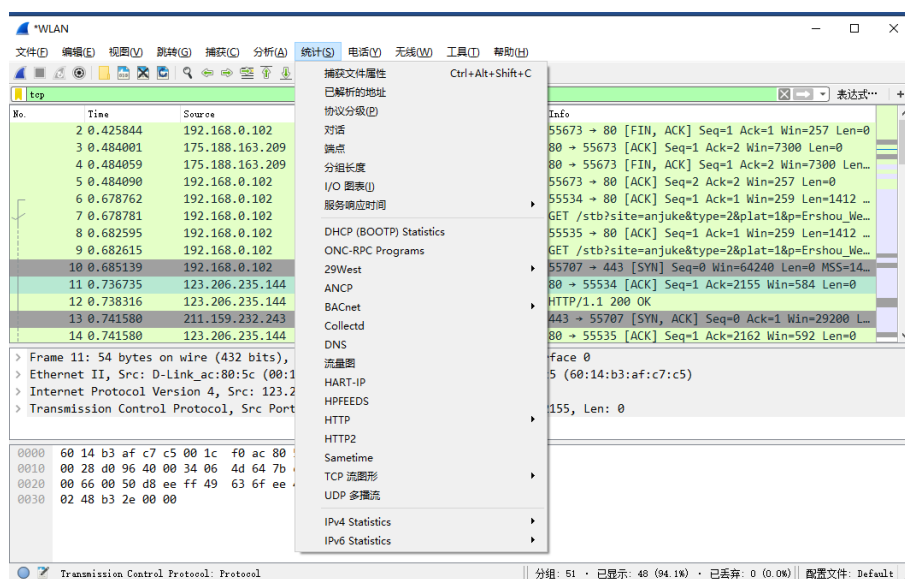 *WLAN
文件(F) 编辑(E) 视图(V) 跳转(G) 捕获(C) 分析(A) 统计(S) 电话(Y) 无线(W) 工具(T) 帮助(H)
捕获文件属性 Ctrl+Alt+Shift+C
已解析的地址
协议分级(P)
对话
端点
分组长度
I/O 图表(I)
服务响应时间
DHCP (BOOTP) Statistics
ONC-RPC Programs
29West
ANCP
BACnet
Collectd
DNS
流量图
HART-IP
HPFEEDS
HTTP
HTTP2
Sametime
TCP 流图形
UDP 多播流
IPv4 Statistics
IPv6 Statistics
tcp 表达式…
No. Time Source Info
2 0.425844 192.168.0.102 55673 → 80 [FIN, ACK] Seq=1 Ack=1 Win=257 Len=0
3 0.484001 175.188.163.209 80 → 55673 [ACK] Seq=1 Ack=2 Win=7300 Len=0
4 0.484059 175.188.163.209 80 → 55673 [FIN, ACK] Seq=1 Ack=2 Win=7300 Len…
5 0.484090 192.168.0.102 55673 → 80 [ACK] Seq=2 Ack=2 Win=257 Len=0
6 0.678762 192.168.0.102 55534 → 80 [ACK] Seq=1 Ack=1 Win=259 Len=1412 …
7 0.678781 192.168.0.102 GET /stb?site=anjuke&type=2&plat=1&p=Ershou_We…
8 0.682595 192.168.0.102 55535 → 80 [ACK] Seq=1 Ack=1 Win=259 Len=1412 …
9 0.682615 192.168.0.102 GET /stb?site=anjuke&type=2&plat=1&p=Ershou_We…
10 0.685139 192.168.0.102 55707 → 443 [SYN] Seq=0 Win=64240 Len=0 MSS=14…
11 0.736735 123.206.235.144 80 → 55534 [ACK] Seq=1 Ack=2155 Win=584 Len=0
12 0.738316 123.206.235.144 HTTP/1.1 200 OK
13 0.741580 211.159.232.243 443 → 55707 [SYN, ACK] Seq=0 Ack=1 Win=29200 L…
14 0.741580 123.206.235.144 80 → 55535 [ACK] Seq=1 Ack=2162 Win=592 Len=0
> Frame 11: 54 bytes on wire (432 bits), face 0
> Ethernet II, Src: D-Link_ac:80:5c (00:1 5 (60:14:b3:af:c7:c5)
> Internet Protocol Version 4, Src: 123.2
> Transmission Control Protocol, Src Port 2155, Len: 0
0000 60 14 b3 af c7 c5 00 1c f0 ac 80
0010 00 28 d0 96 40 00 34 06 4d 64 7b
0020 00 66 00 50 d8 ee ff 49 63 6f ee
0030 02 48 b3 2e 00 00
Transmission Control Protocol: Protocol 分组: 51 · 已显示: 48 (94.1%) · 已丢弃: 0 (0.0%) 配置文件: Default